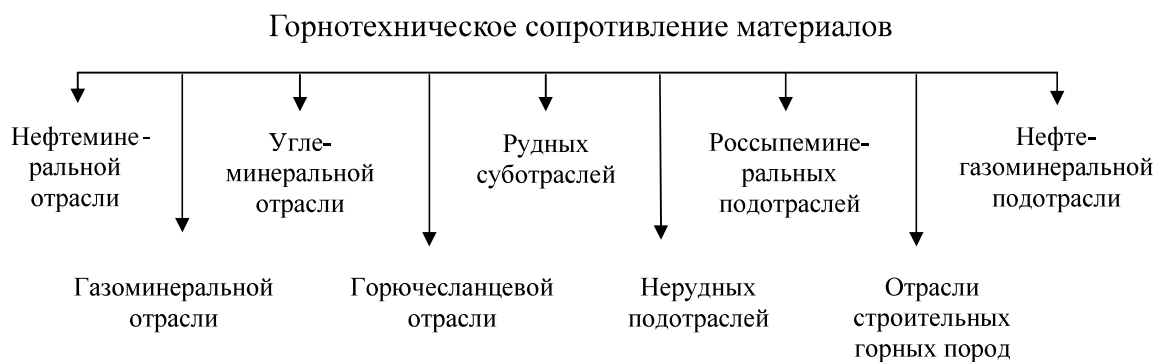 Горнотехническое сопротивление материалов
Нефтемине-
ральной
отрасли
Угле-
минеральной
отрасли
Рудных
суботраслей
Россыпемине-
ральных
подотраслей
Нефте-
газоминеральной
подотрасли
Газоминеральной
отрасли
Горючесланцевой
отрасли
Нерудных
подотраслей
Отрасли
строительных
горных пород